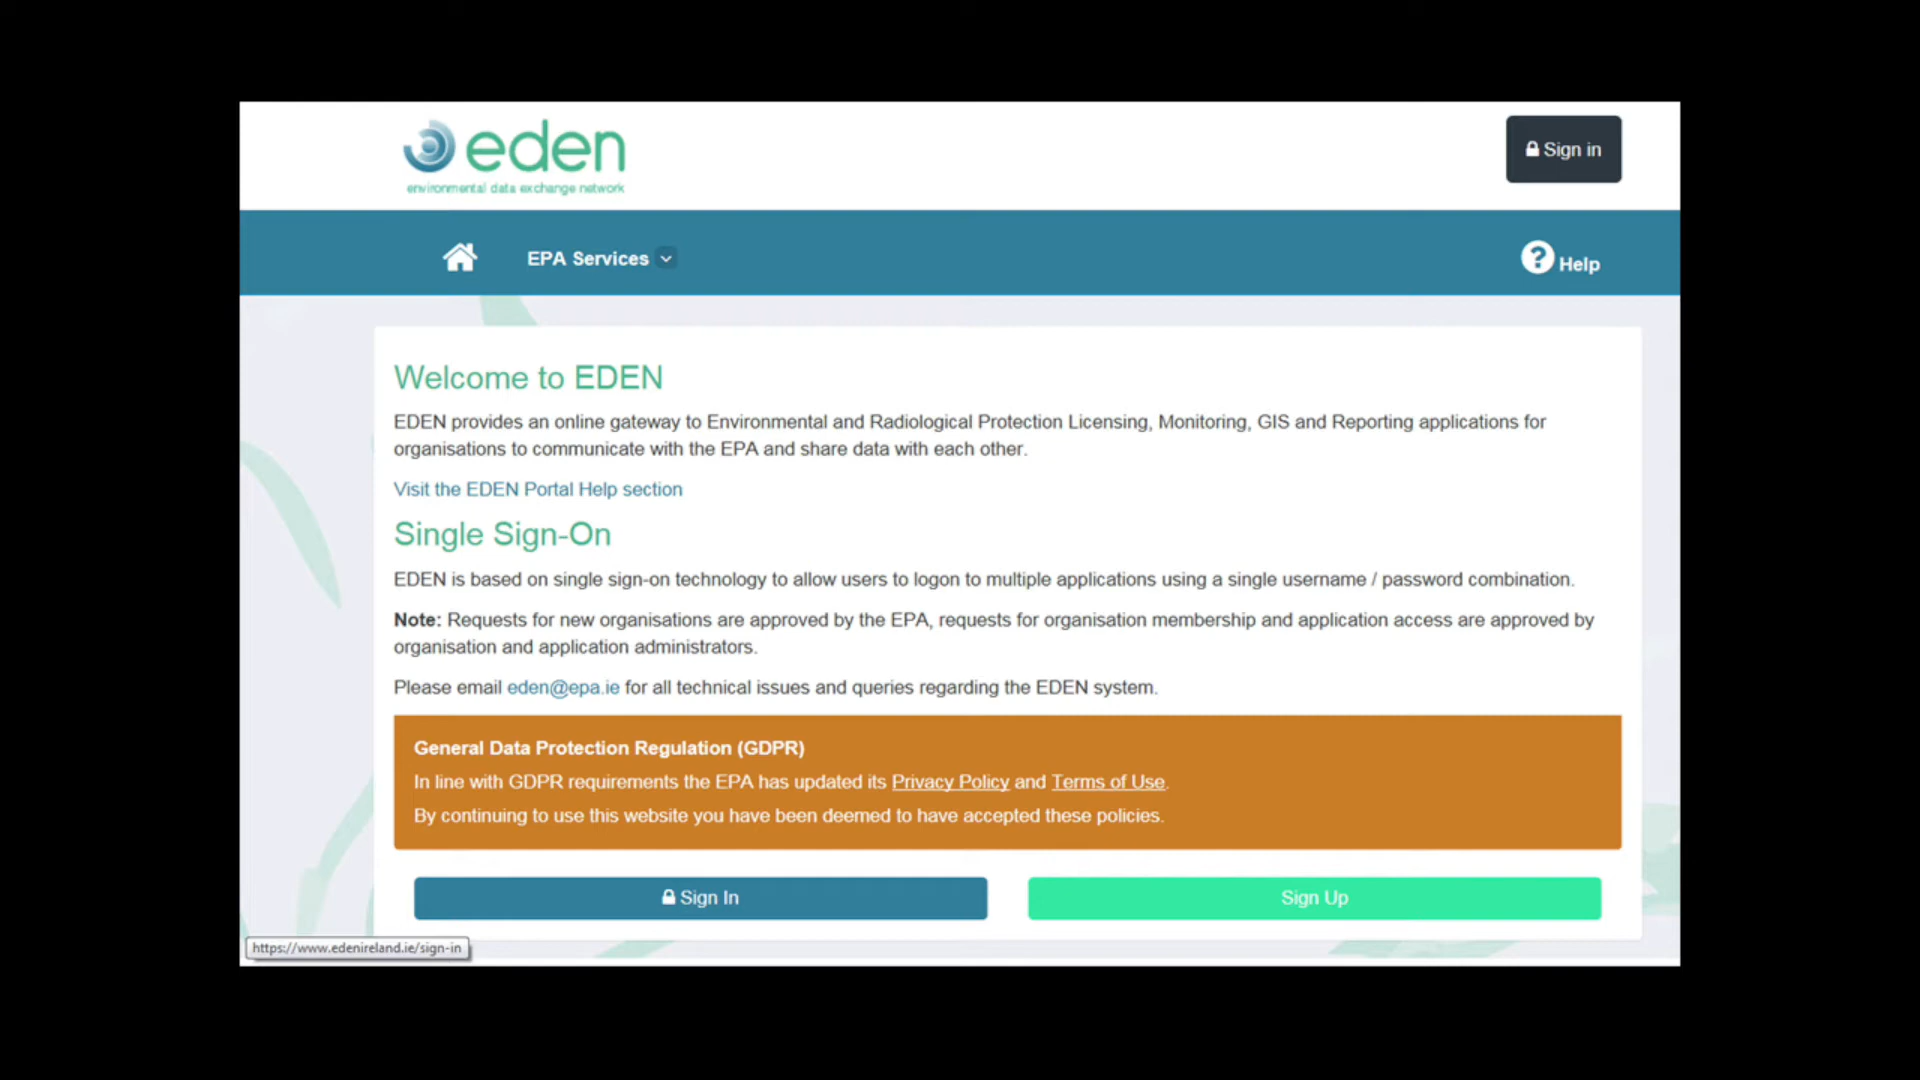 eden
environmental data exchange network
Sign in
EPA Services
Help
Welcome to EDEN
EDEN provides an online gateway to Environmental and Radiological Protection Licensing, Monitoring, GIS and Reporting applications for
organisations to communicate with the EPA and share data with each other.
Visit the EDEN Portal Help section
Single Sign-On
EDEN is based on single sign-on technology to allow users to logon to multiple applications using a single username / password combination.
Note: Requests for new organisations are approved by the EPA, requests for organisation membership and application access are approved by
organisation and application administrators.
Please email eden@epa.ie for all technical issues and queries regarding the EDEN system.
General Data Protection Regulation (GDPR)
In line with GDPR requirements the EPA has updated its Privacy Policy and Terms of Use.
By continuing to use this website you have been deemed to have accepted these policies.
Sign In
Sign Up
https://www.edenireland.ie/sign-in